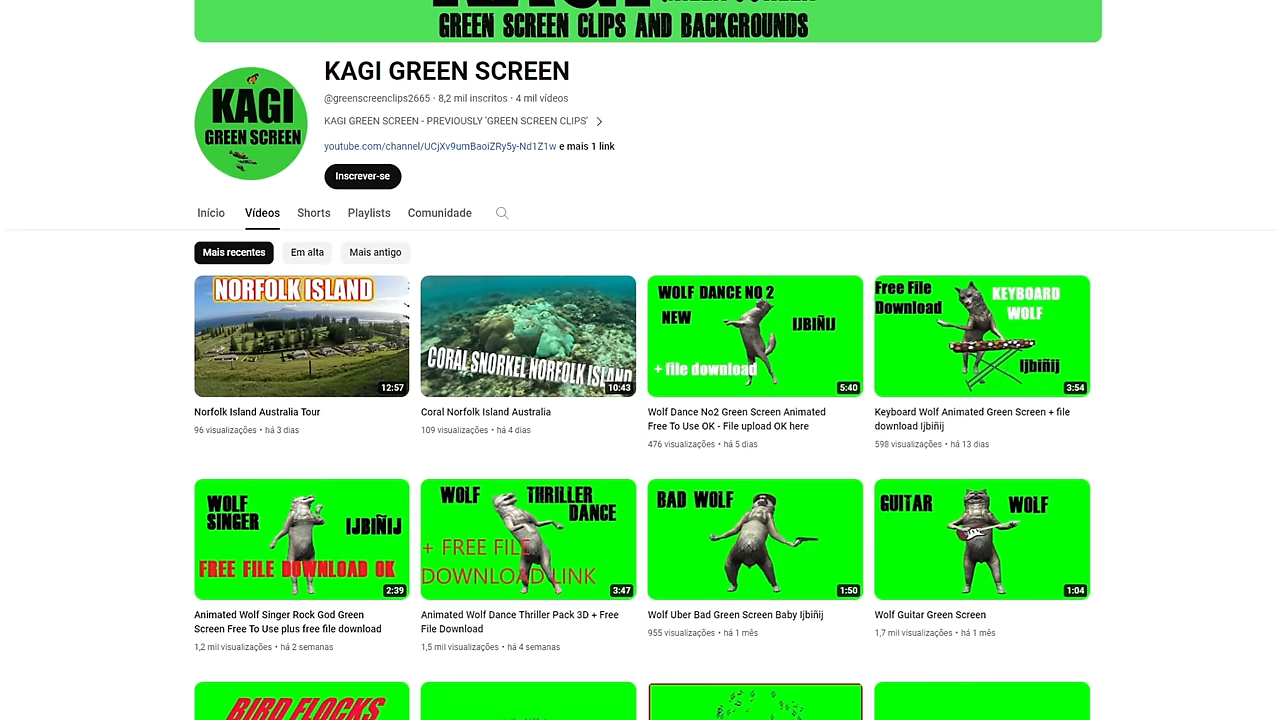 GREEN SCREEN CLIPS AND BACKGROUNDS
KAGI
GREEN SCREEN
KAGI GREEN SCREEN
@greenscreenclips2665 · 8,2 mil inscritos · 4 mil vídeos
KAGI GREEN SCREEN - PREVIOUSLY 'GREEN SCREEN CLIPS'
youtube.com/channel/UCjXv9umBaoiZRy5y-Nd1Z1w e mais 1 link
Inscrever-se
Início Vídeos Shorts Playlists Comunidade
Mais recentes Em alta Mais antigo
NORFOLK ISLAND
12:57
CORAL SNORKEL NORFOLK ISLAND
10:43
WOLF DANCE NO 2
NEW
IJBIÑIJ
+ file download
5:40
Free File
Download
KEYBOARD
WOLF
Ijbiñij
3:54
Norfolk Island Australia Tour
96 visualizações • há 3 dias
Coral Norfolk Island Australia
109 visualizações • há 4 dias
Wolf Dance No2 Green Screen Animated
Free To Use OK - File upload OK here
476 visualizações • há 5 dias
Keyboard Wolf Animated Green Screen + file
download Ijbiñij
598 visualizações • há 13 dias
WOLF
SINGER
IJBIÑIJ
FREE FILE DOWNLOAD OK
2:39
WOLF THRILLER
DANCE
+ FREE FILE
DOWNLOAD LINK
3:47
BAD WOLF
1:50
GUITAR WOLF
1:04
Animated Wolf Singer Rock God Green
Screen Free To Use plus free file download
1,2 mil visualizações • há 2 semanas
Animated Wolf Dance Thriller Pack 3D + Free
File Download
1,5 mil visualizações • há 4 semanas
Wolf Uber Bad Green Screen Baby Ijbiñij
955 visualizações • há 1 mês
Wolf Guitar Green Screen
1,7 mil visualizações • há 1 mês
BIRD FLOCKS